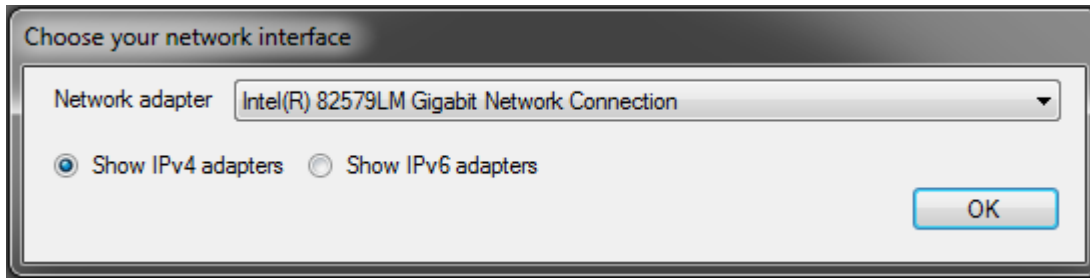 Choose your network interface
Network adapter Intel(R) 82579LM Gigabit Network Connection
Show IPv4 adapters Show IPv6 adapters
OK